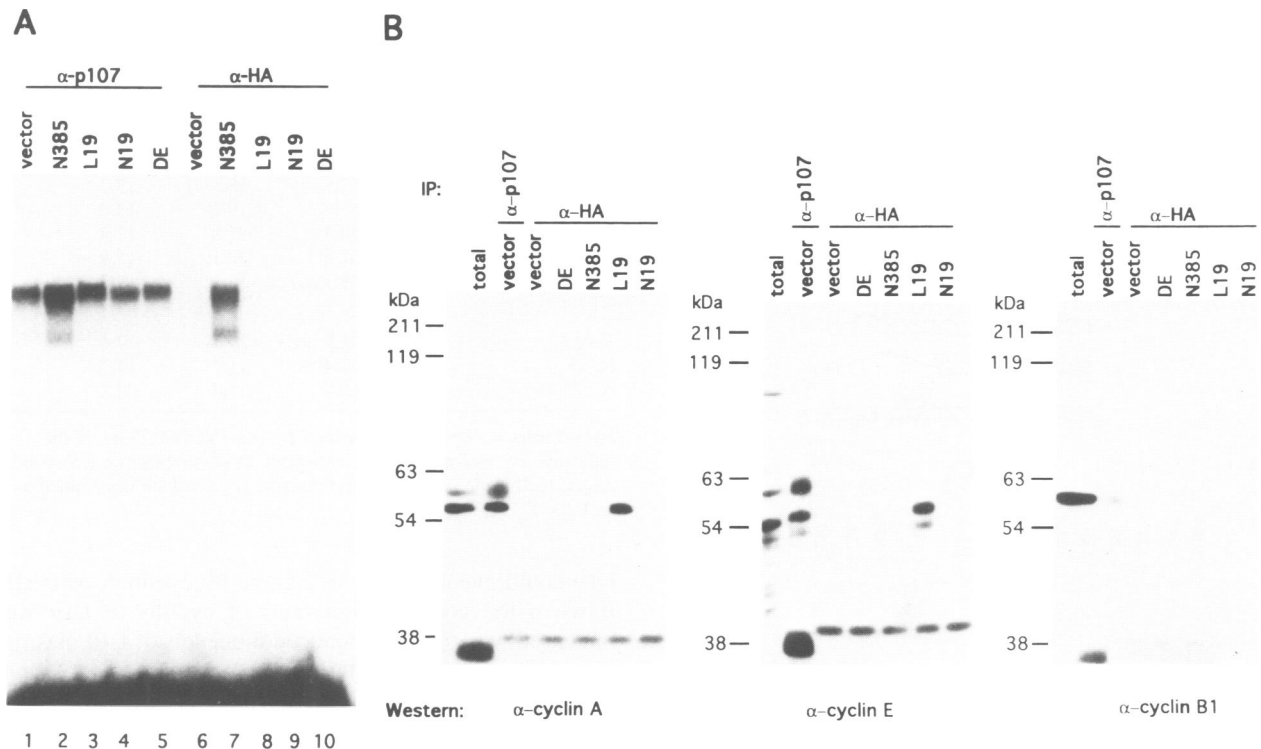 A
α-p107 α-HA
vector N385 L19 N19 DE vector N385 L19 N19 DE
1 2 3 4 5 6 7 8 9 10
B
IP: α-p107 α-HA
total vector vector DE N385 L19 N19
kDa
211
119
63
54
38
Western: α-cyclin A
α-p107 α-HA
total vector vector DE N385 L19 N19
kDa
211
119
63
54
38
α-cyclin E
α-p107 α-HA
total vector vector DE N385 L19 N19
kDa
211
119
63
54
38
α-cyclin B1